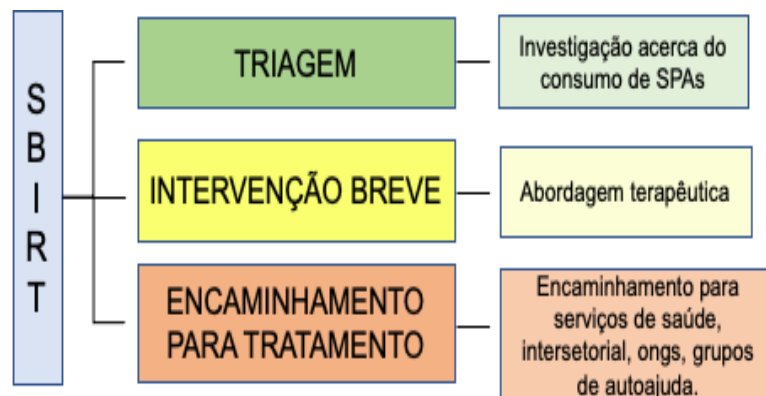 SBIRT
TRIAGEM
Investigação acerca do
consumo de SPAs
INTERVENÇÃO BREVE
Abordagem terapêutica
ENCAMINHAMENTO
PARA TRATAMENTO
Encaminhamento para
serviços de saúde,
intersetorial, ongs, grupos
de autoajuda.